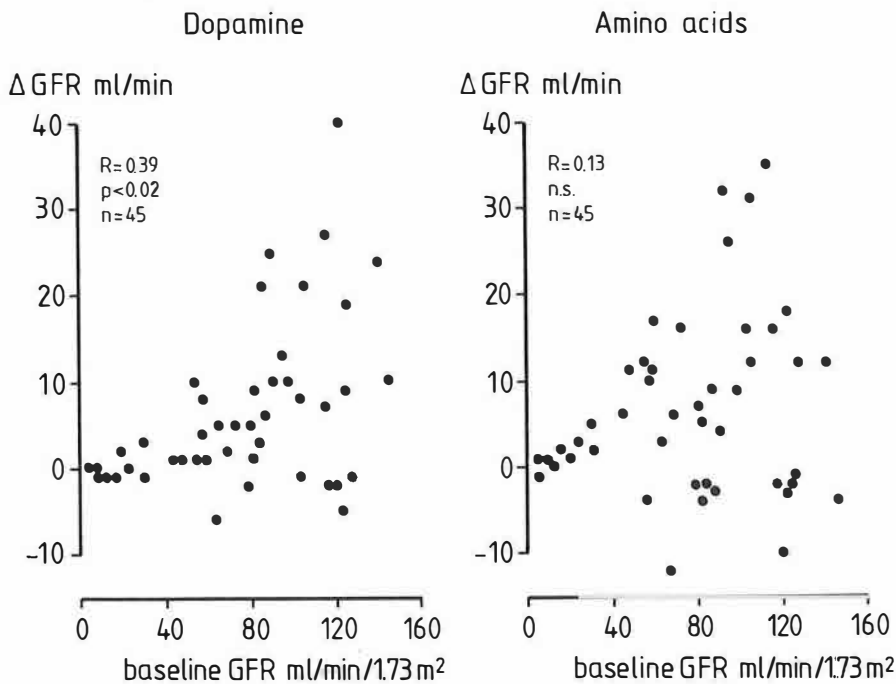 Dopamine
Δ GFR ml/min
40
30
20
10
0
−10
R=0.39
p<0.02
n=45
0 40 80 120 160
baseline GFR ml/min/1.73 m²
Amino acids
Δ GFR ml/min
40
30
20
10
0
−10
R=0.13
n.s.
n=45
0 40 80 120 160
baseline GFR ml/min/1.73 m²